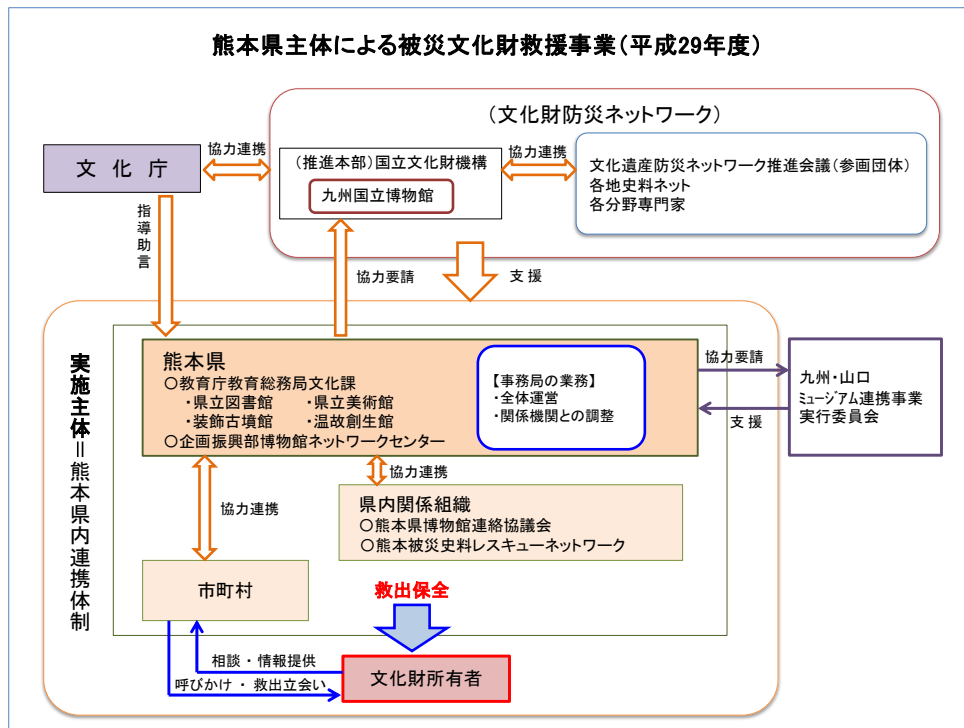 熊本県主体による被災文化財救援事業(平成29年度)
(文化財防災ネットワーク)
文化庁
協力連携
(推進本部)国立文化財機構
九州国立博物館
協力連携
文化遺産防災ネットワーク推進会議(参画団体)
各地史料ネット
各分野専門家
指導助言
協力要請
支援
実施主体=熊本県内連携体制
熊本県
○教育庁教育総務局文化課
・県立図書館 ・県立美術館
・装飾古墳館 ・温故創生館
○企画振興部博物館ネットワークセンター
【事務局の業務】
・全体運営
・関係機関との調整
協力要請
支援
九州・山口
ミュージアム連携事業
実行委員会
協力連携
協力連携
県内関係組織
○熊本県博物館連絡協議会
○熊本被災史料レスキューネットワーク
市町村
救出保全
相談・情報提供
呼びかけ・救出立会い
文化財所有者